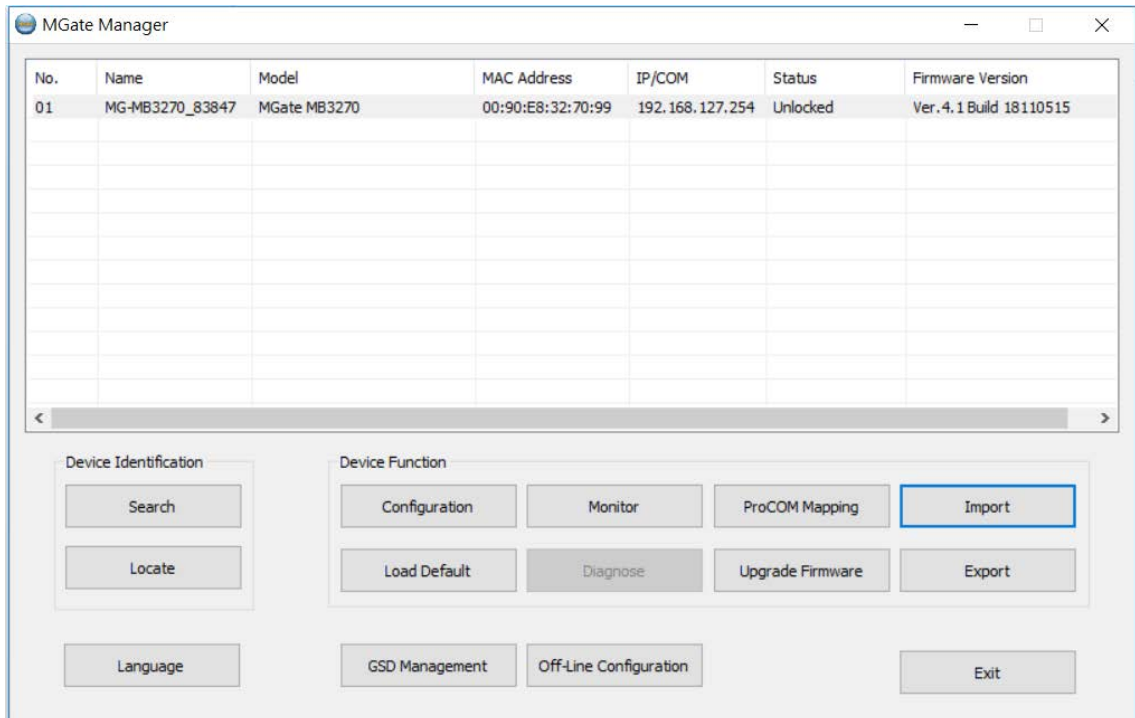 MGate Manager
No. Name Model MAC Address IP/COM Status Firmware Version
01 MG-MB3270_83847 MGate MB3270 00:90:E8:32:70:99 192.168.127.254 Unlocked Ver.4.1 Build 18110515
Device Identification Device Function
Search Configuration Monitor ProCOM Mapping Import
Locate Load Default Diagnose Upgrade Firmware Export
Language GSD Management Off-Line Configuration Exit